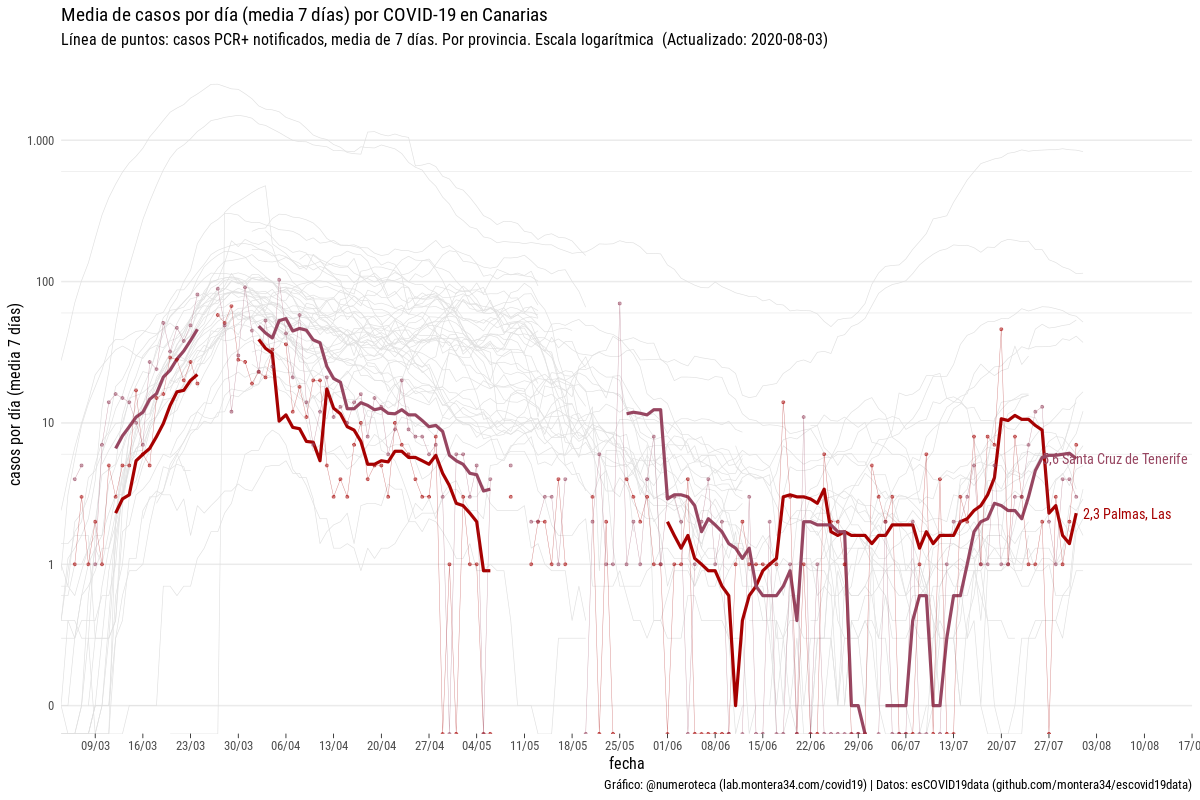 Media de casos por día (media 7 días) por COVID-19 en Canarias
Línea de puntos: casos PCR+ notificados, media de 7 días. Por provincia. Escala logarítmica (Actualizado: 2020-08-03)
casos por día (media 7 días)
1.000
100
10
1
0
5,6 Santa Cruz de Tenerife
2,3 Palmas, Las
09/03 16/03 23/03 30/03 06/04 13/04 20/04 27/04 04/05 11/05 18/05 25/05 01/06 08/06 15/06 22/06 29/06 06/07 13/07 20/07 27/07 03/08 10/08 17/0
fecha
Gráfico: @numeroteca (lab.montera34.com/covid19) | Datos: esCOVID19data (github.com/montera34/escovid19data)